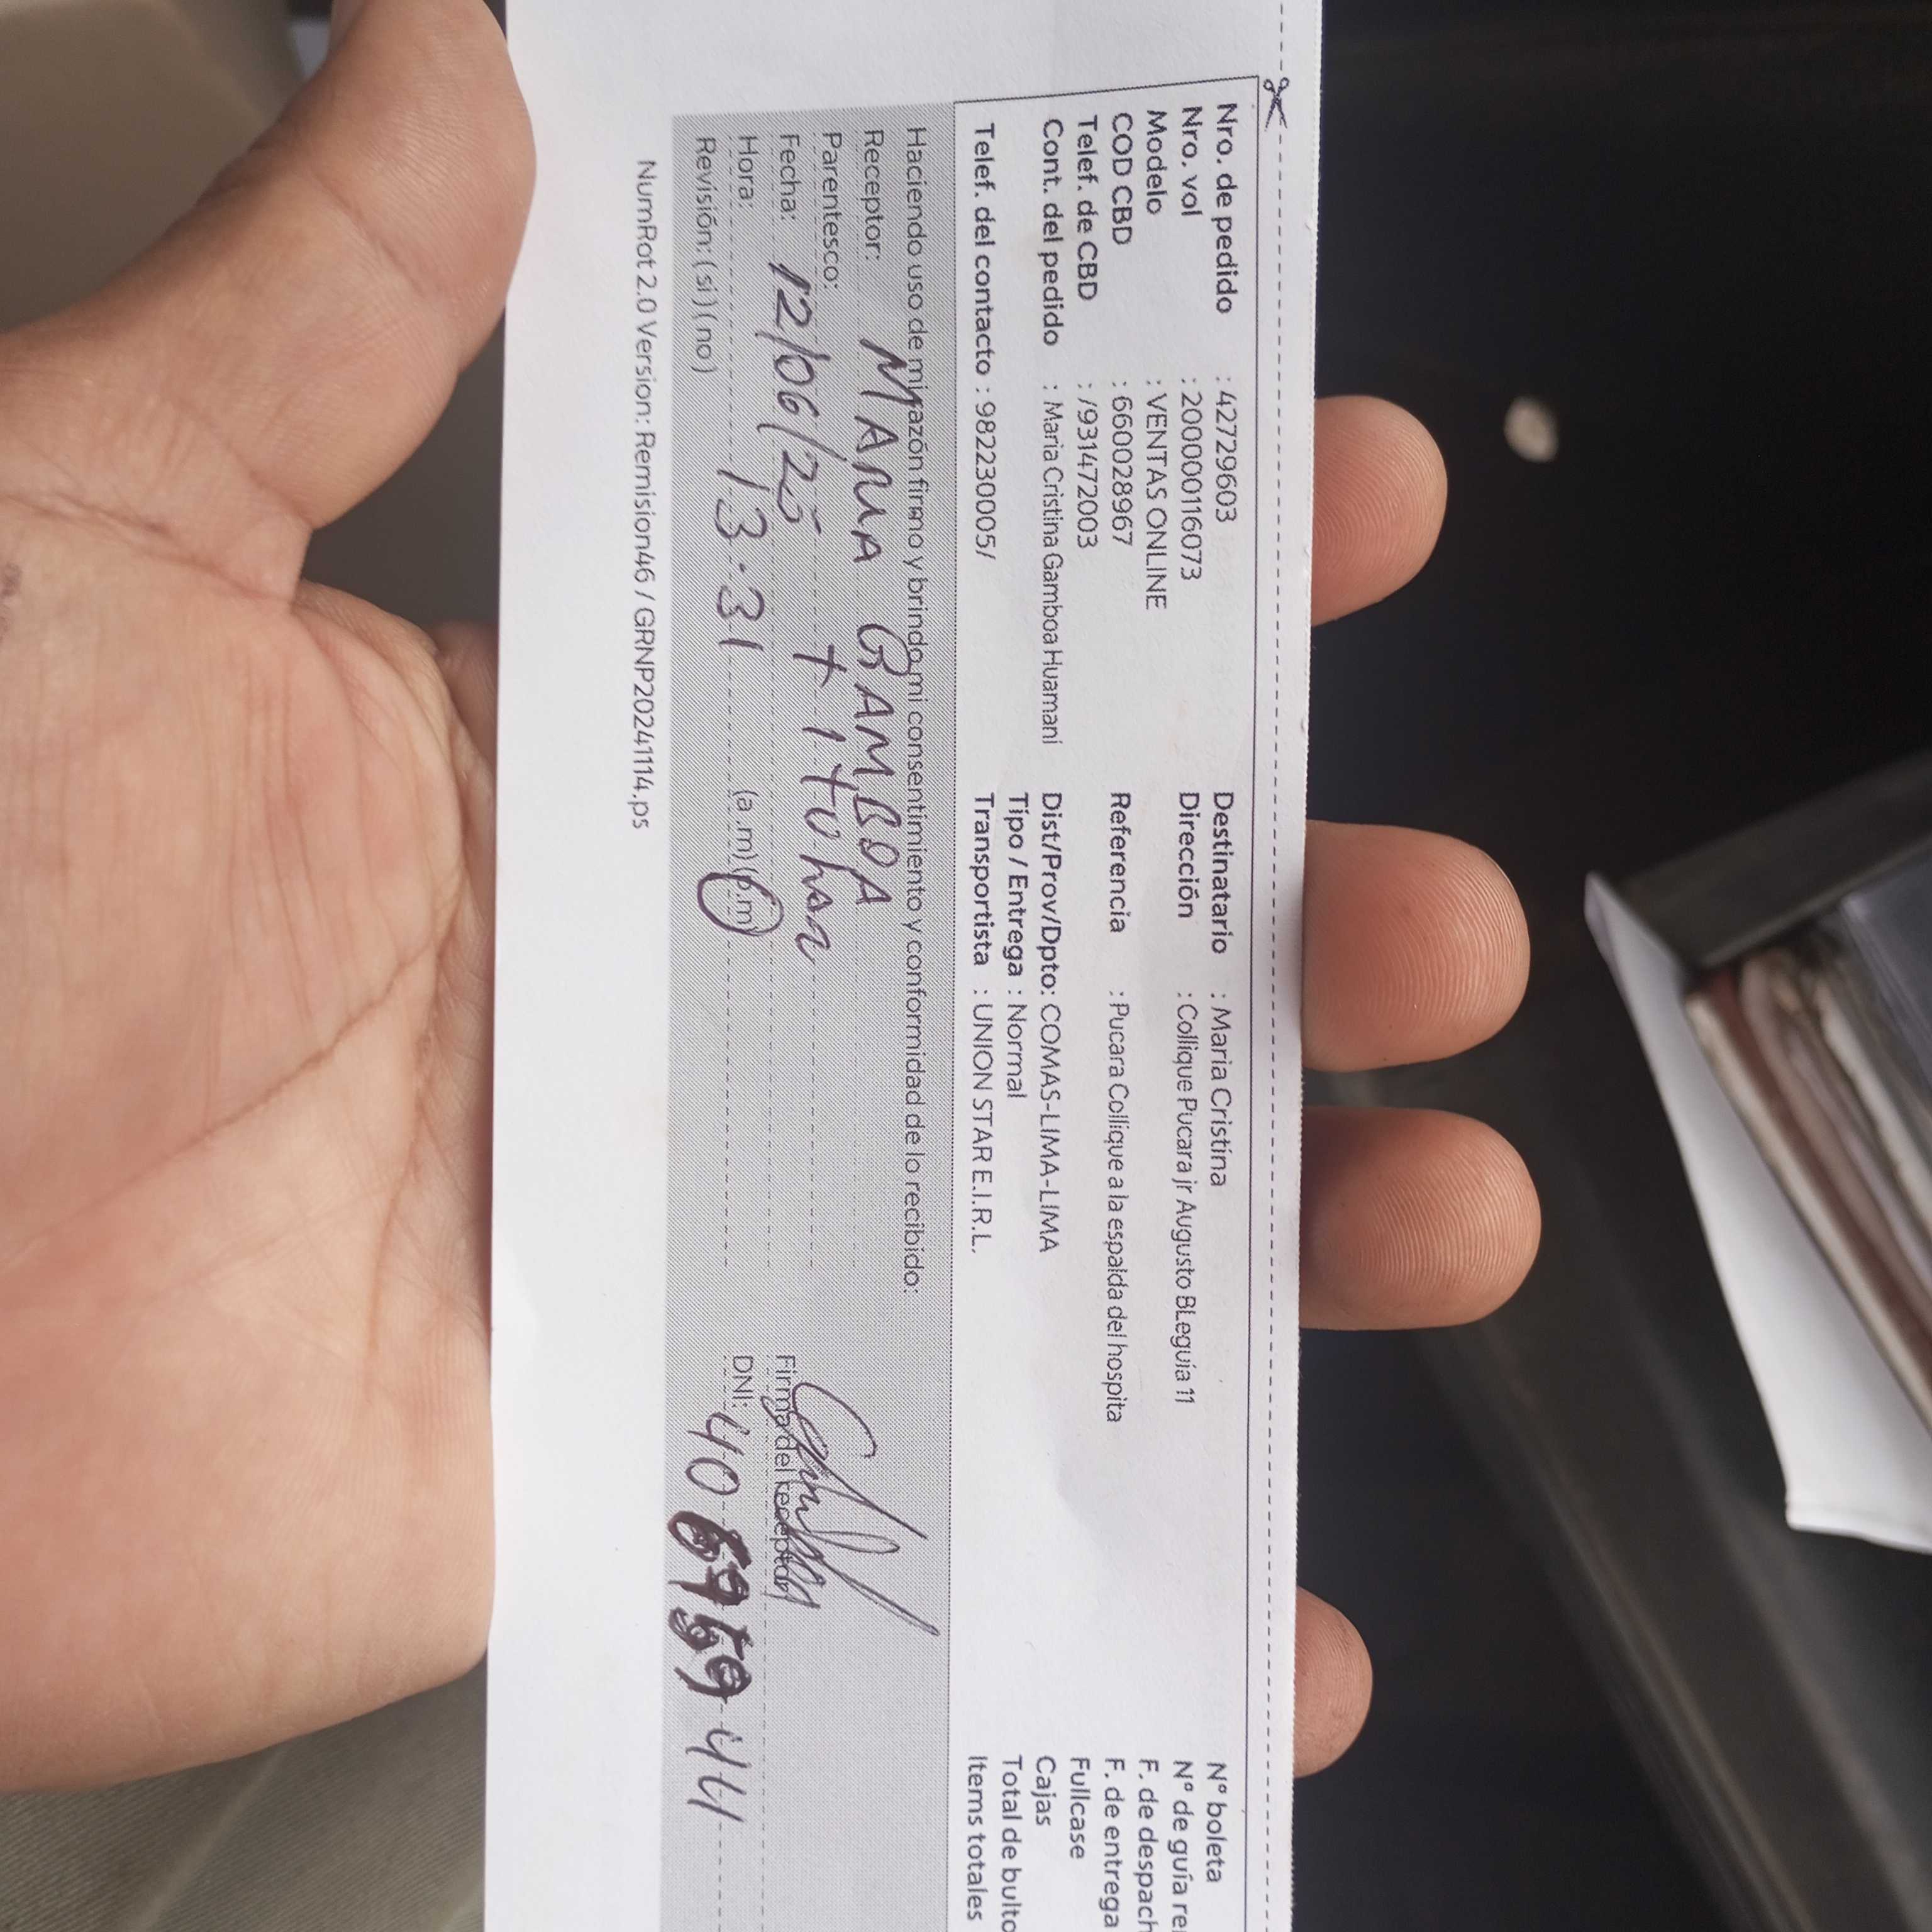 Nro. de pedido : 42729603
Nro. vol : 2000001116073
Modelo : VENTAS ONLINE
COD CBD : 660028967
Telef. de CBD : /931472003
Cont. del pedido : Maria Cristina Gamboa Huamani
Telef. del contacto : 982230005/
Destinatario : Maria Cristina
Dirección : Collique Pucara jr Augusto BLeguia 11
Referencia : Pucara Collique a la espalda del hospita
Dist/Prov/Dpto: COMAS-LIMA-LIMA
Tipo / Entrega : Normal
Transportista : UNION STAR E.I.R.L.
N° boleta
N° de guía re
F. de despach
F. de entrega
Fullcase
Cajas
Total de bulto
Items totales
Haciendo uso de mi razón firmo y brindo mi consentimiento y conformidad de lo recibido:
Receptor: MARIA GAMBOA
Parentesco: titular
Fecha: 12/06/25
Hora: 13:31 (a.m) (p.m)
Revisión: (si) (no)
Firma del Receptor
DNI: 40 44
NumRot 2.0 Version: Remision46 / GRNP20241114.ps